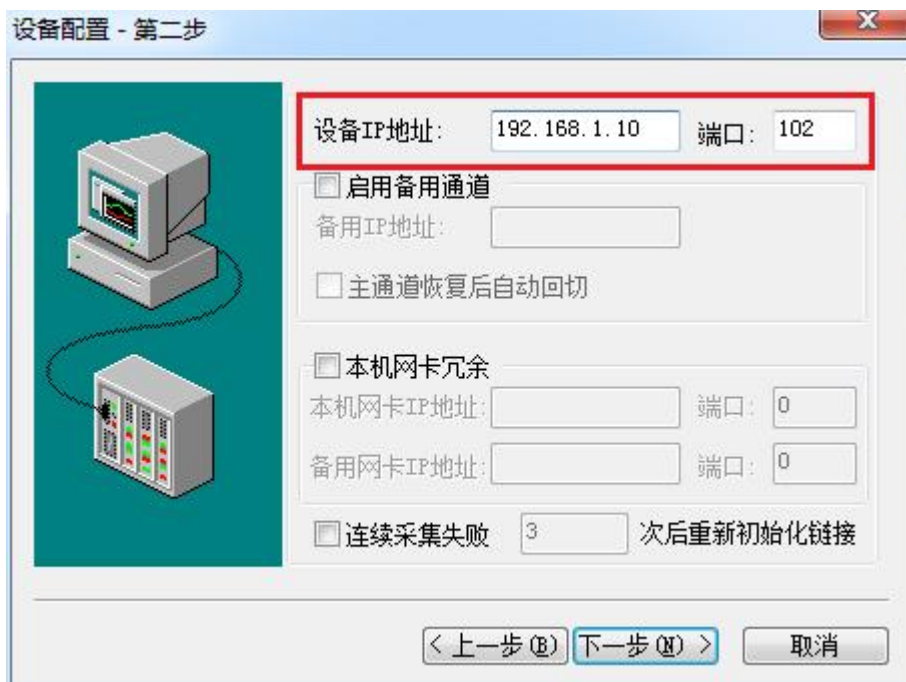 设备配置 - 第二步
设备IP地址: 192.168.1.10 端口: 102
启用备用通道
备用IP地址:
主通道恢复后自动回切
本机网卡冗余
本机网卡IP地址: 端口: 0
备用网卡IP地址: 端口: 0
连续采集失败 3 次后重新初始化链接
< 上一步(B) 下一步(N) > 取消